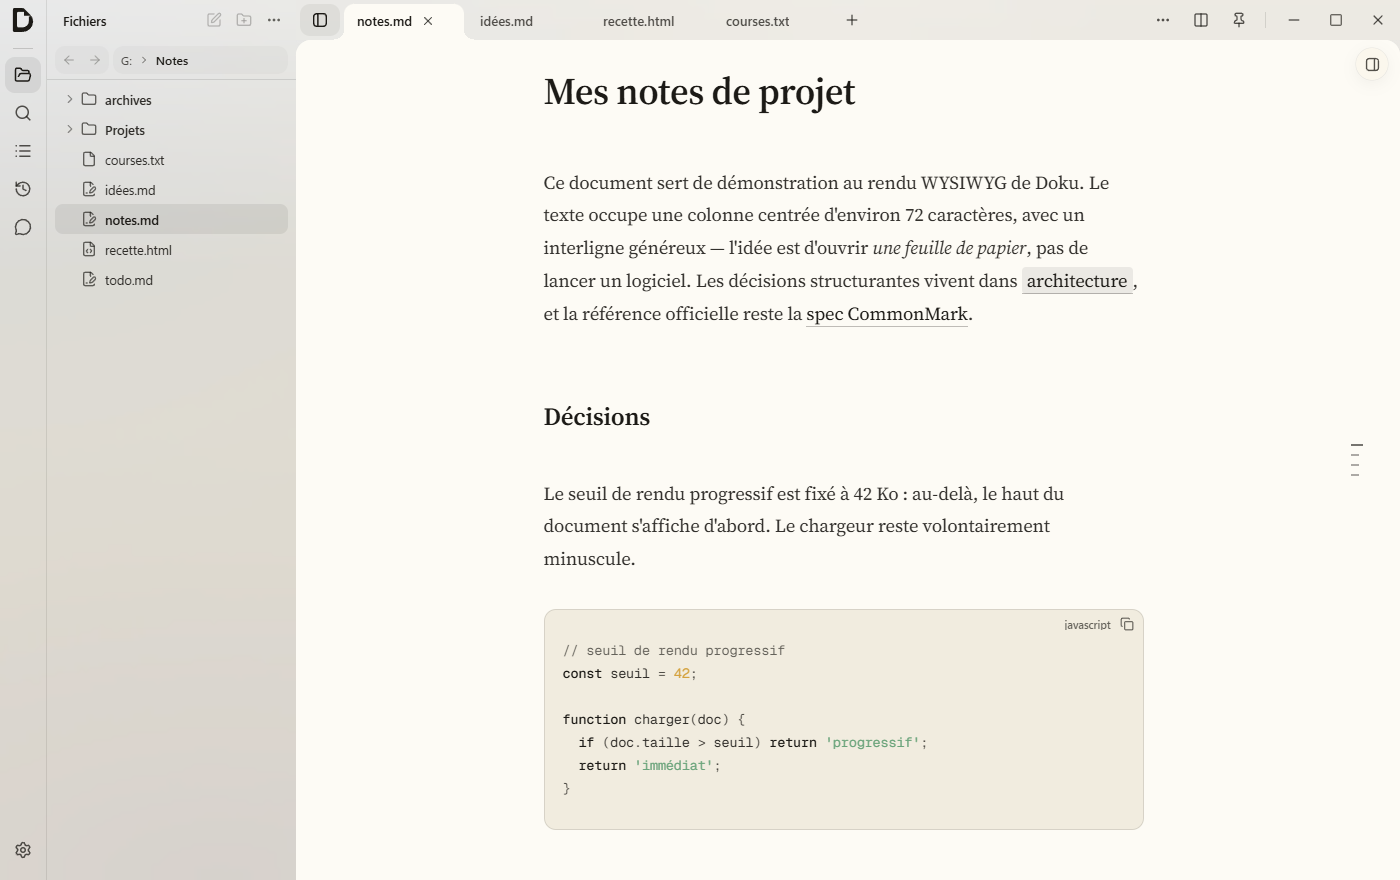 Fichiers
notes.md
idées.md
recette.html
courses.txt
G: Notes
archives
Projets
courses.txt
idées.md
notes.md
recette.html
todo.md
Mes notes de projet
Ce document sert de démonstration au rendu WYSIWYG de Doku. Le
texte occupe une colonne centrée d'environ 72 caractères, avec un
interligne généreux — l'idée est d'ouvrir une feuille de papier, pas de
lancer un logiciel. Les décisions structurantes vivent dans architecture,
et la référence officielle reste la spec CommonMark.
Décisions
Le seuil de rendu progressif est fixé à 42 Ko : au-delà, le haut du
document s'affiche d'abord. Le chargeur reste volontairement
minuscule.
javascript
// seuil de rendu progressif
const seuil = 42;
function charger(doc) {
  if (doc.taille > seuil) return 'progressif';
  return 'immédiat';
}